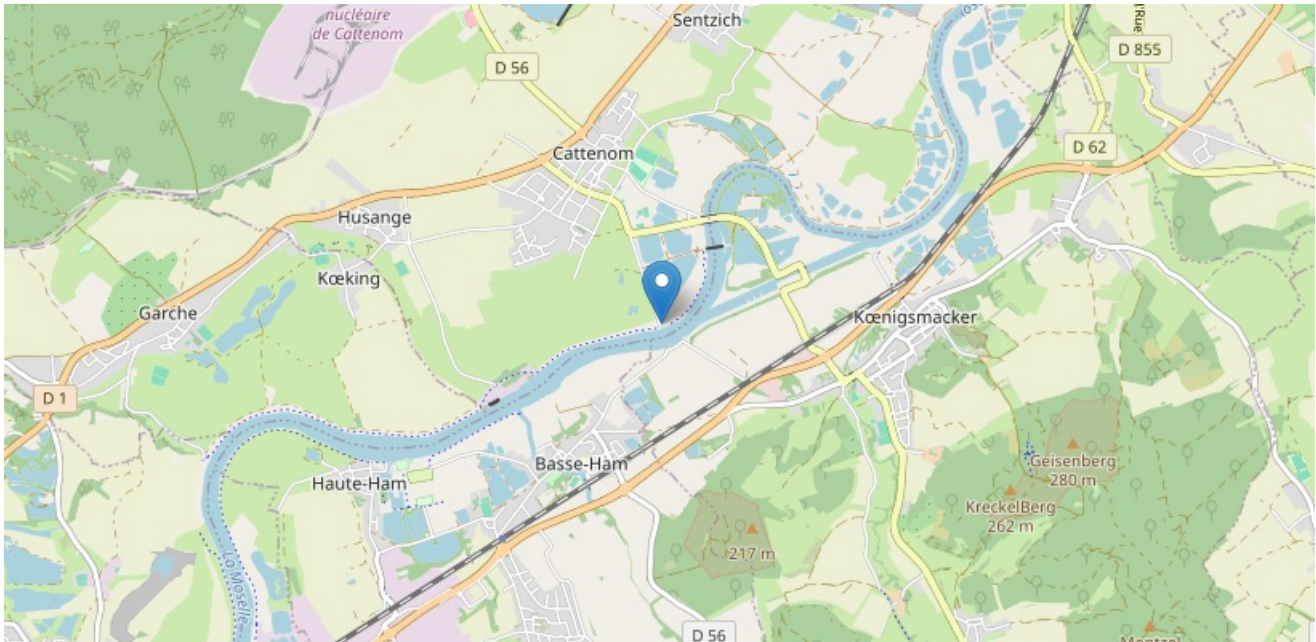 nucléaire
de Cattenom
Sentzich
D 56
D 855
Cattenom
D 62
Husange
Kœking
Garche
Kœnigsmacker
D 1
Basse-Ham
Haute-Ham
Geisenberg
280 m
KreckelBerg
262 m
217 m
La Moselle
D 56